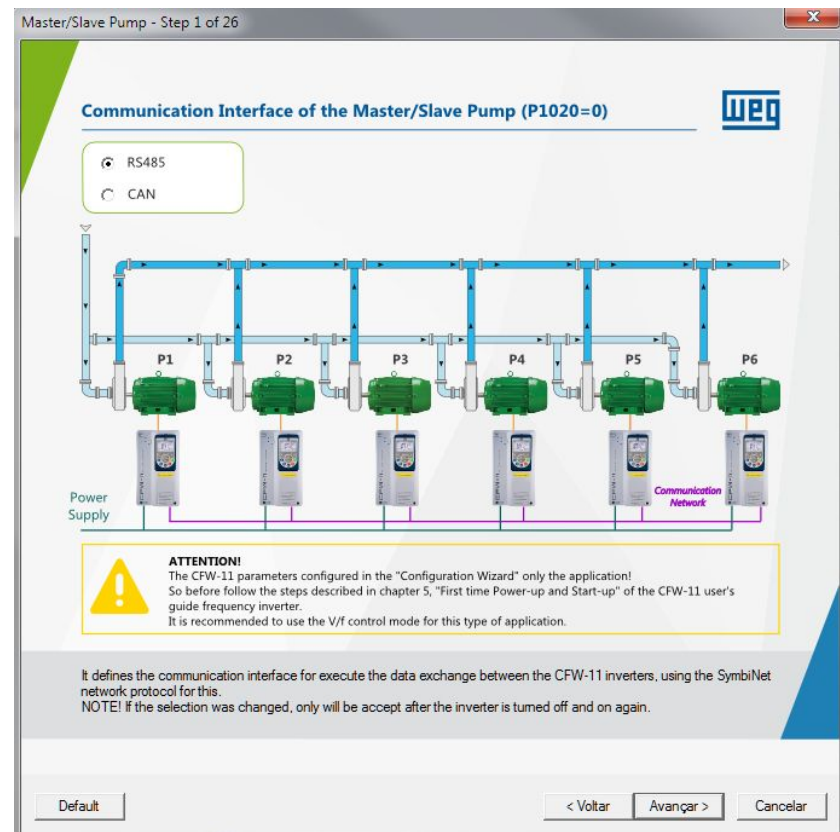 Master/Slave Pump - Step 1 of 26
Communication Interface of the Master/Slave Pump (P1020=0)
weg
RS485
CAN
P1 P2 P3 P4 P5 P6
Communication
Network
Power
Supply
ATTENTION!
The CFW-11 parameters configured in the "Configuration Wizard" only the application!
So before follow the steps described in chapter 5, "First time Power-up and Start-up" of the CFW-11 user's
guide frequency inverter.
It is recommended to use the V/f control mode for this type of application.
It defines the communication interface for execute the data exchange between the CFW-11 inverters, using the SymbiNet
network protocol for this.
NOTE! If the selection was changed, only will be accept after the inverter is turned off and on again.
Default < Voltar Avançar > Cancelar